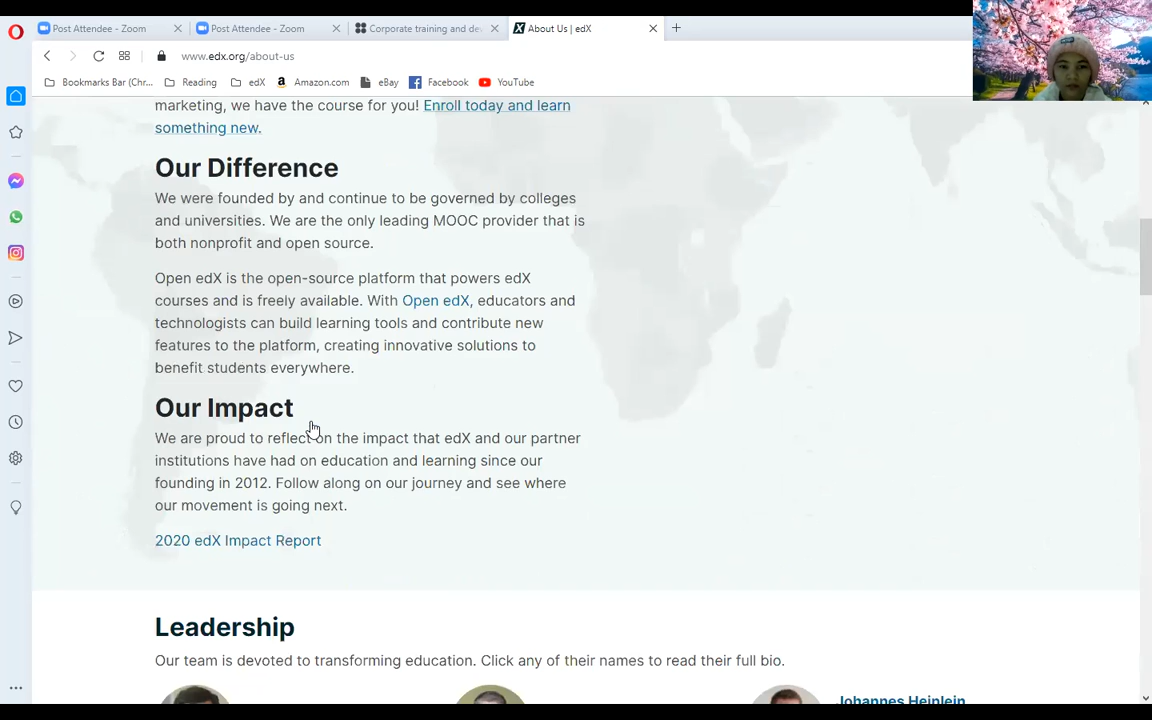 Post Attendee - Zoom
Post Attendee - Zoom
Corporate training and de
About Us | edX
www.edx.org/about-us
Bookmarks Bar (Chr...
Reading
edX
Amazon.com
eBay
Facebook
YouTube
marketing, we have the course for you! Enroll today and learn
something new.
Our Difference
We were founded by and continue to be governed by colleges
and universities. We are the only leading MOOC provider that is
both nonprofit and open source.
Open edX is the open-source platform that powers edX
courses and is freely available. With Open edX, educators and
technologists can build learning tools and contribute new
features to the platform, creating innovative solutions to
benefit students everywhere.
Our Impact
We are proud to reflect on the impact that edX and our partner
institutions have had on education and learning since our
founding in 2012. Follow along on our journey and see where
our movement is going next.
2020 edX Impact Report
Leadership
Our team is devoted to transforming education. Click any of their names to read their full bio.
Johannes Heinlein